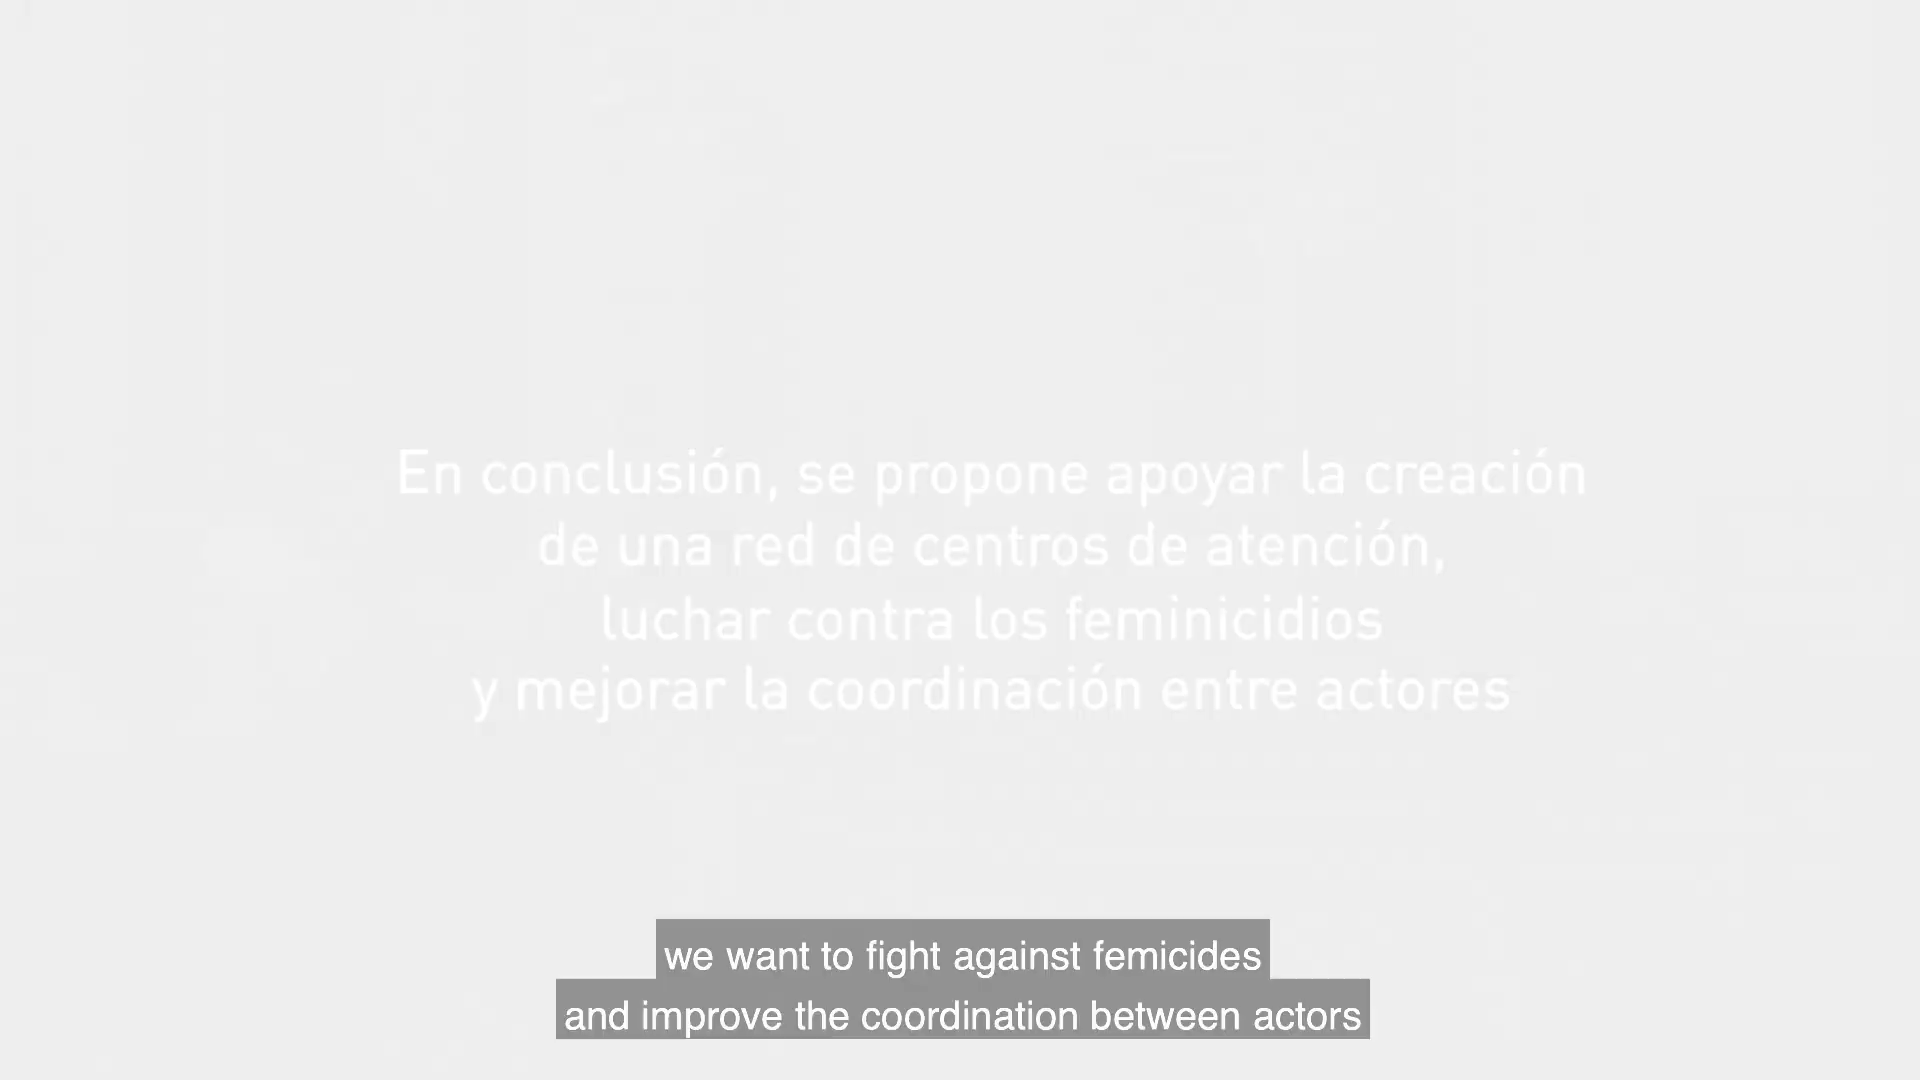 En conclusión, se propone apoyar la creación
de una red de centros de atención,
luchar contra los feminicidios
y mejorar la coordinación entre actores
we want to fight against femicides
and improve the coordination between actors